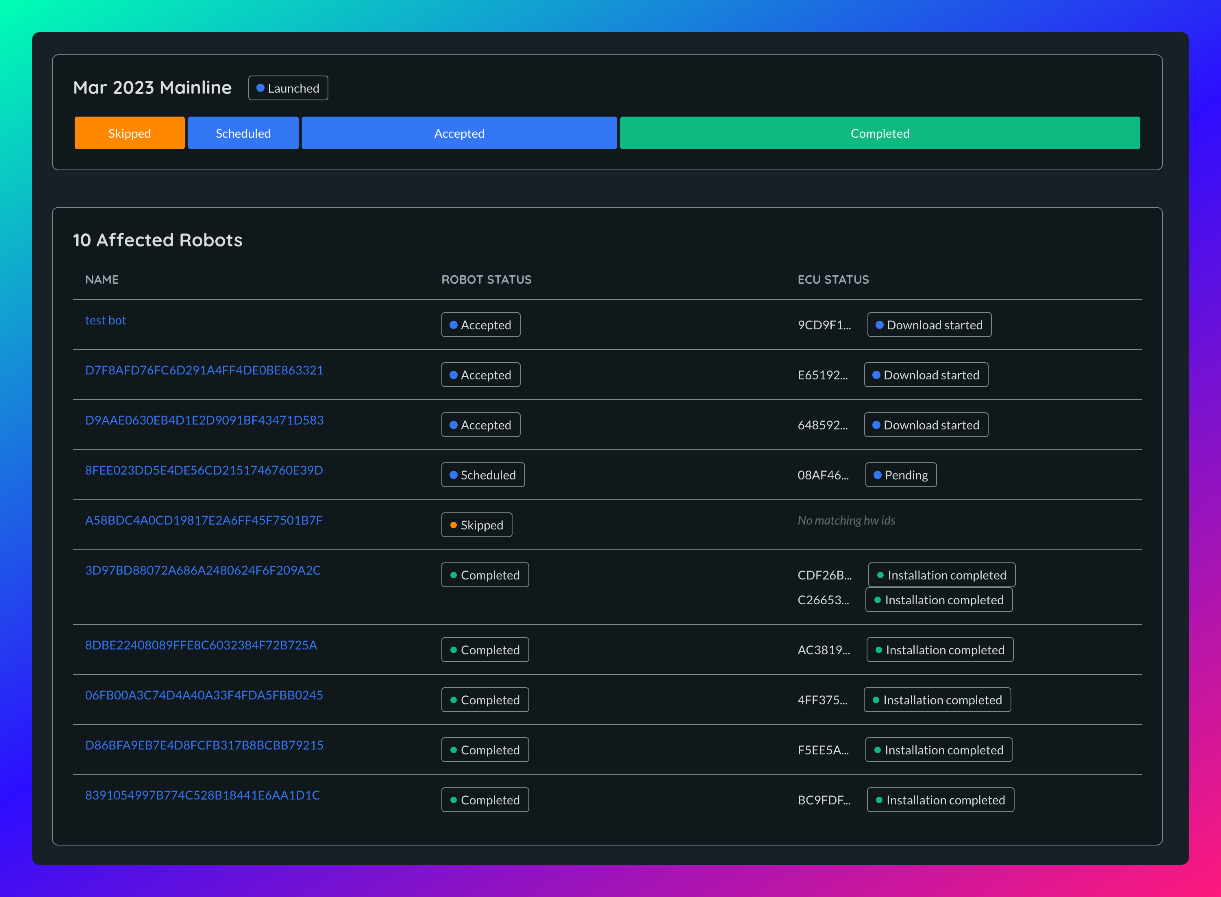 Mar 2023 Mainline Launched
Skipped Scheduled Accepted Completed
10 Affected Robots
NAME ROBOT STATUS ECU STATUS
test bot Accepted 9CD9F1... Download started
D7F8AFD76FC6D291A4FF4DE0BE863321 Accepted E65192... Download started
D9AAE0630EB4D1E2D9091BF43471D583 Accepted 648592... Download started
8FEE023DD5E4DE56CD2151746760E39D Scheduled 08AF46... Pending
A58BDC4A0CD19817E2A6FF45F7501B7F Skipped No matching hw ids
3D97BD88072A686A2480624F6F209A2C Completed CDF26B... Installation completed
C26653... Installation completed
8DBE22408089FFE8C6032384F72B725A Completed AC3819... Installation completed
06FB00A3C74D4A40A33F4FDA5FBB0245 Completed 4FF375... Installation completed
D86BFA9EB7E4D8FCFB317B8BCBB79215 Completed F5EE5A... Installation completed
8391054997B774C528B18441E6AA1D1C Completed BC9FDF... Installation completed